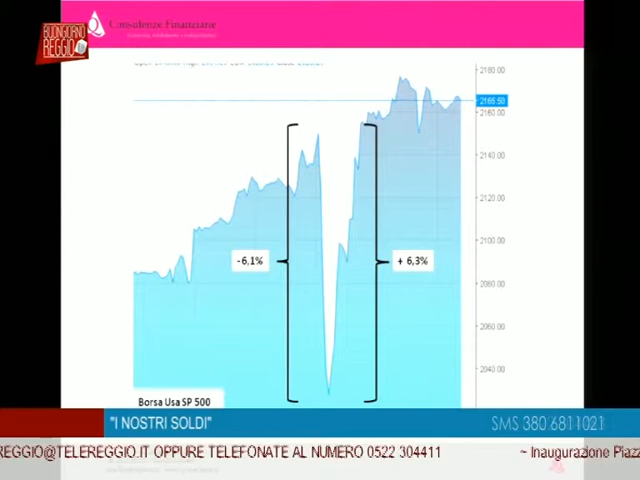 BUONGIORNO
REGGIO
Consulenze Finanziarie
2180.00
2165.50
2160.00
2140.00
2120.00
2100.00
2080.00
2060.00
2040.00
-6,1%
+ 6,3%
Borsa Usa SP 500
"I NOSTRI SOLDI"
SMS 380.6811021
REGGIO@TELEREGGIO.IT OPPURE TELEFONATE AL NUMERO 0522 304411
~ Inaugurazione Piazz